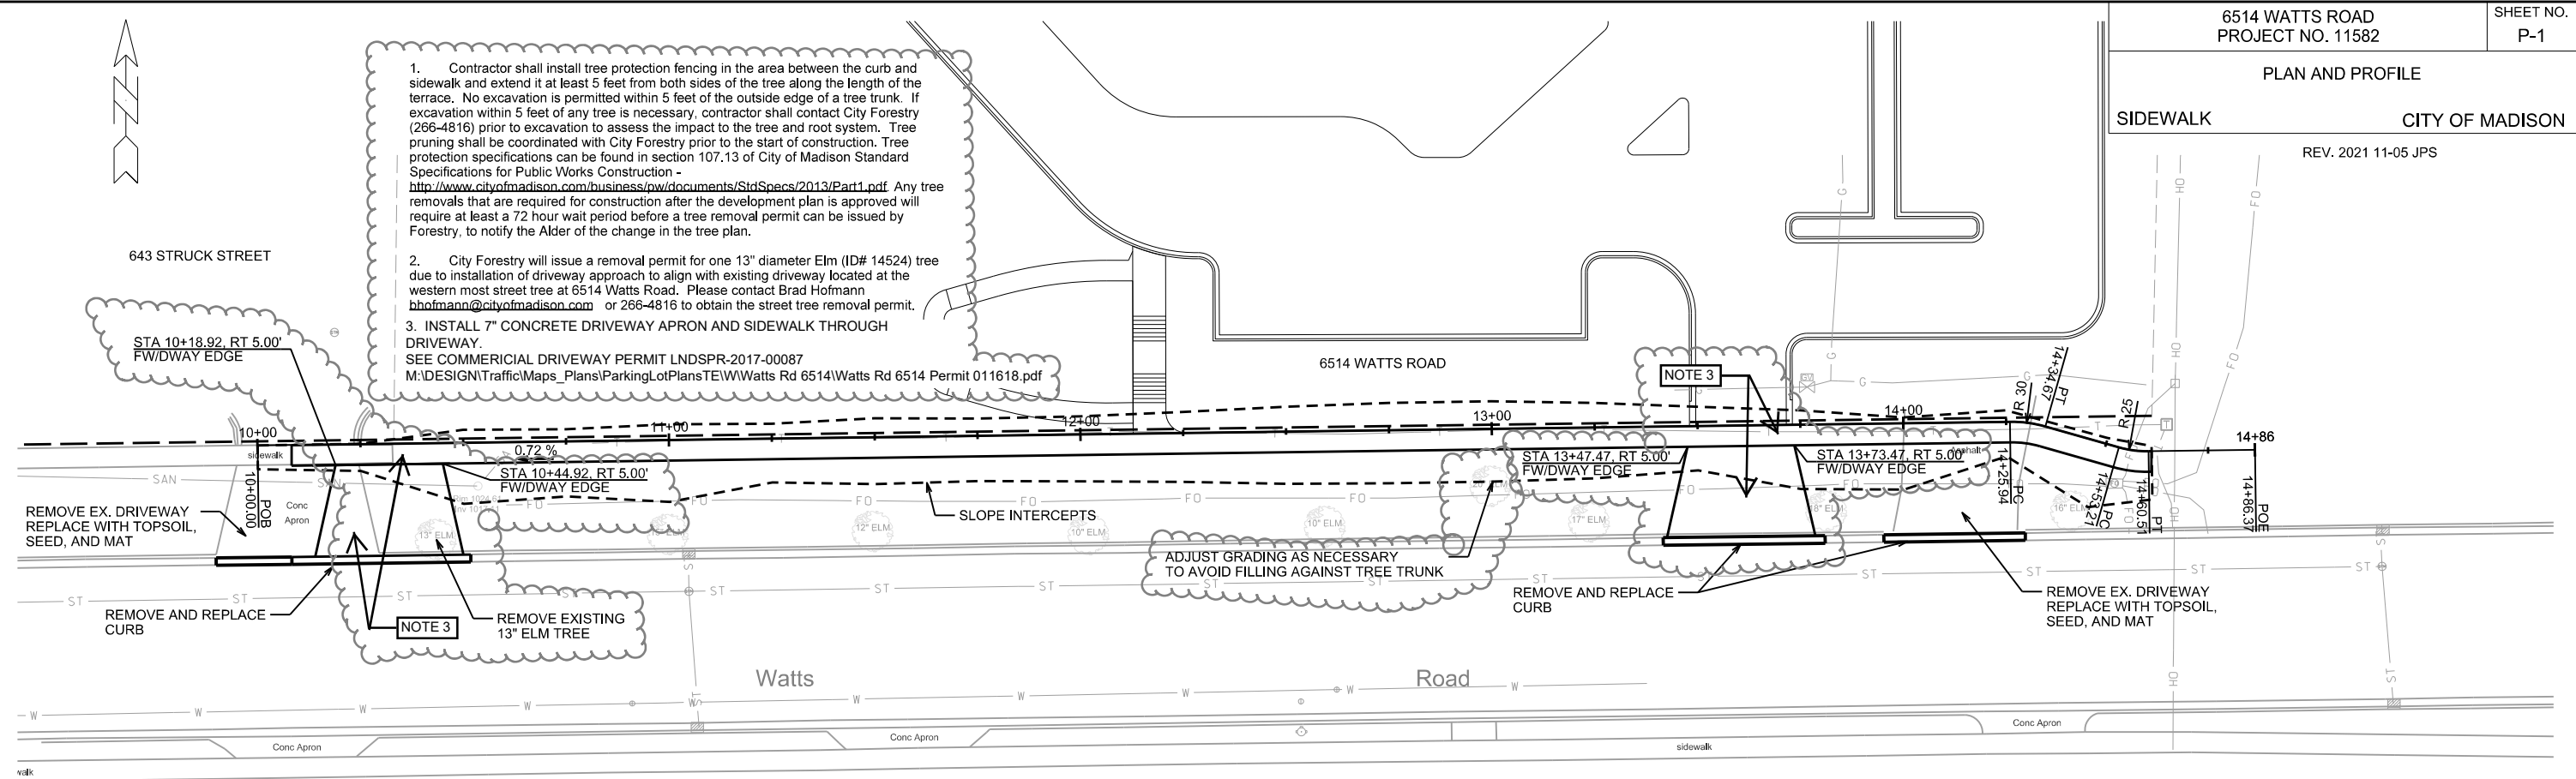 6514 WATTS ROAD
PROJECT NO. 11582
SHEET NO.
P-1
PLAN AND PROFILE
SIDEWALK
CITY OF MADISON
REV. 2021 11-05 JPS
1. Contractor shall install tree protection fencing in the area between the curb and
sidewalk and extend it at least 5 feet from both sides of the tree along the length of the
terrace. No excavation is permitted within 5 feet of the outside edge of a tree trunk. If
excavation within 5 feet of any tree is necessary, contractor shall contact City Forestry
(266-4816) prior to excavation to assess the impact to the tree and root system. Tree
pruning shall be coordinated with City Forestry prior to the start of construction. Tree
protection specifications can be found in section 107.13 of City of Madison Standard
Specifications for Public Works Construction -
http://www.cityofmadison.com/business/pw/documents/StdSpecs/2013/Part1.pdf. Any tree
removals that are required for construction after the development plan is approved will
require at least a 72 hour wait period before a tree removal permit can be issued by
Forestry, to notify the Alder of the change in the tree plan.
2. City Forestry will issue a removal permit for one 13" diameter Elm (ID# 14524) tree
due to installation of driveway approach to align with existing driveway located at the
western most street tree at 6514 Watts Road. Please contact Brad Hofmann
bhofmann@cityofmadison.com or 266-4816 to obtain the street tree removal permit.
3. INSTALL 7" CONCRETE DRIVEWAY APRON AND SIDEWALK THROUGH
DRIVEWAY.
SEE COMMERICIAL DRIVEWAY PERMIT LNDSPR-2017-00087
M:\DESIGN\Traffic\Maps_Plans\ParkingLotPlansTE\W\Watts Rd 6514\Watts Rd 6514 Permit 011618.pdf
643 STRUCK STREET
6514 WATTS ROAD
STA 10+18.92, RT 5.00'
FW/DWAY EDGE
NOTE 3
10+00
11+00
12+00
13+00
14+00
R 30
14+34.67
PT
R 25
14+86
sidewalk
0.72 %
STA 10+44.92, RT 5.00'
FW/DWAY EDGE
STA 13+47.47, RT 5.00'
FW/DWAY EDGE
STA 13+73.47, RT 5.00'
FW/DWAY EDGE
10+00.00
POB
14+25.94
PC
14+53.21
PC
14+60.51
PT
14+86.37
POE
Conc
Apron
REMOVE EX. DRIVEWAY
REPLACE WITH TOPSOIL,
SEED, AND MAT
SLOPE INTERCEPTS
13" ELM
12" ELM
10" ELM
10" ELM
17" ELM
16" ELM
ADJUST GRADING AS NECESSARY
TO AVOID FILLING AGAINST TREE TRUNK
REMOVE AND REPLACE
CURB
NOTE 3
REMOVE EXISTING
13" ELM TREE
REMOVE AND REPLACE
CURB
REMOVE EX. DRIVEWAY
REPLACE WITH TOPSOIL,
SEED, AND MAT
SAN
FO FO FO FO FO
G G G
HO HO HO
ST ST ST ST ST ST ST ST ST ST
Watts Road
W W W W W W W W W
Conc Apron
Conc Apron
Conc Apron
sidewalk
walk